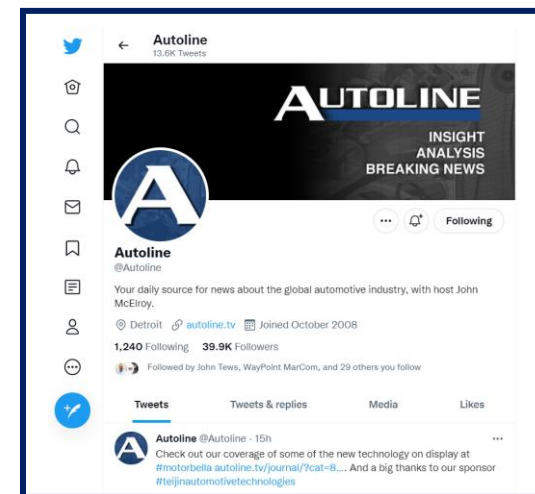 Autoline
13.6K Tweets
AUTOLINE
INSIGHT
ANALYSIS
BREAKING NEWS
A
Following
Autoline
@Autoline
Your daily source for news about the global automotive industry, with host John
McElroy.
Detroit autoline.tv Joined October 2008
1,240 Following 39.9K Followers
Followed by John Tews, WayPoint MarCom, and 29 others you follow
Tweets Tweets & replies Media Likes
A
Autoline @Autoline · 15h
Check out our coverage of some of the new technology on display at
#motorbella autoline.tv/journal/?cat=8.... And a big thanks to our sponsor
#teijinautomotivetechnologies